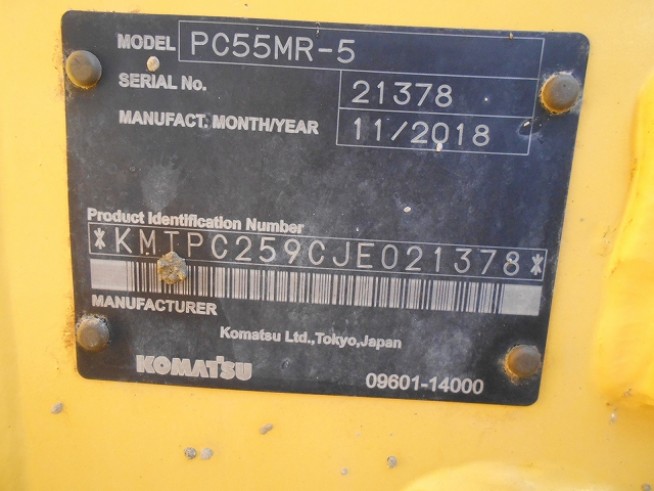 MODEL PC55MR-5
SERIAL No. 21378
MANUFACT. MONTH/YEAR 11/2018
Product Identification Number
*KMTPC259CJE021378*
MANUFACTURER
Komatsu Ltd.,Tokyo,Japan
KOMATSU 09601-14000